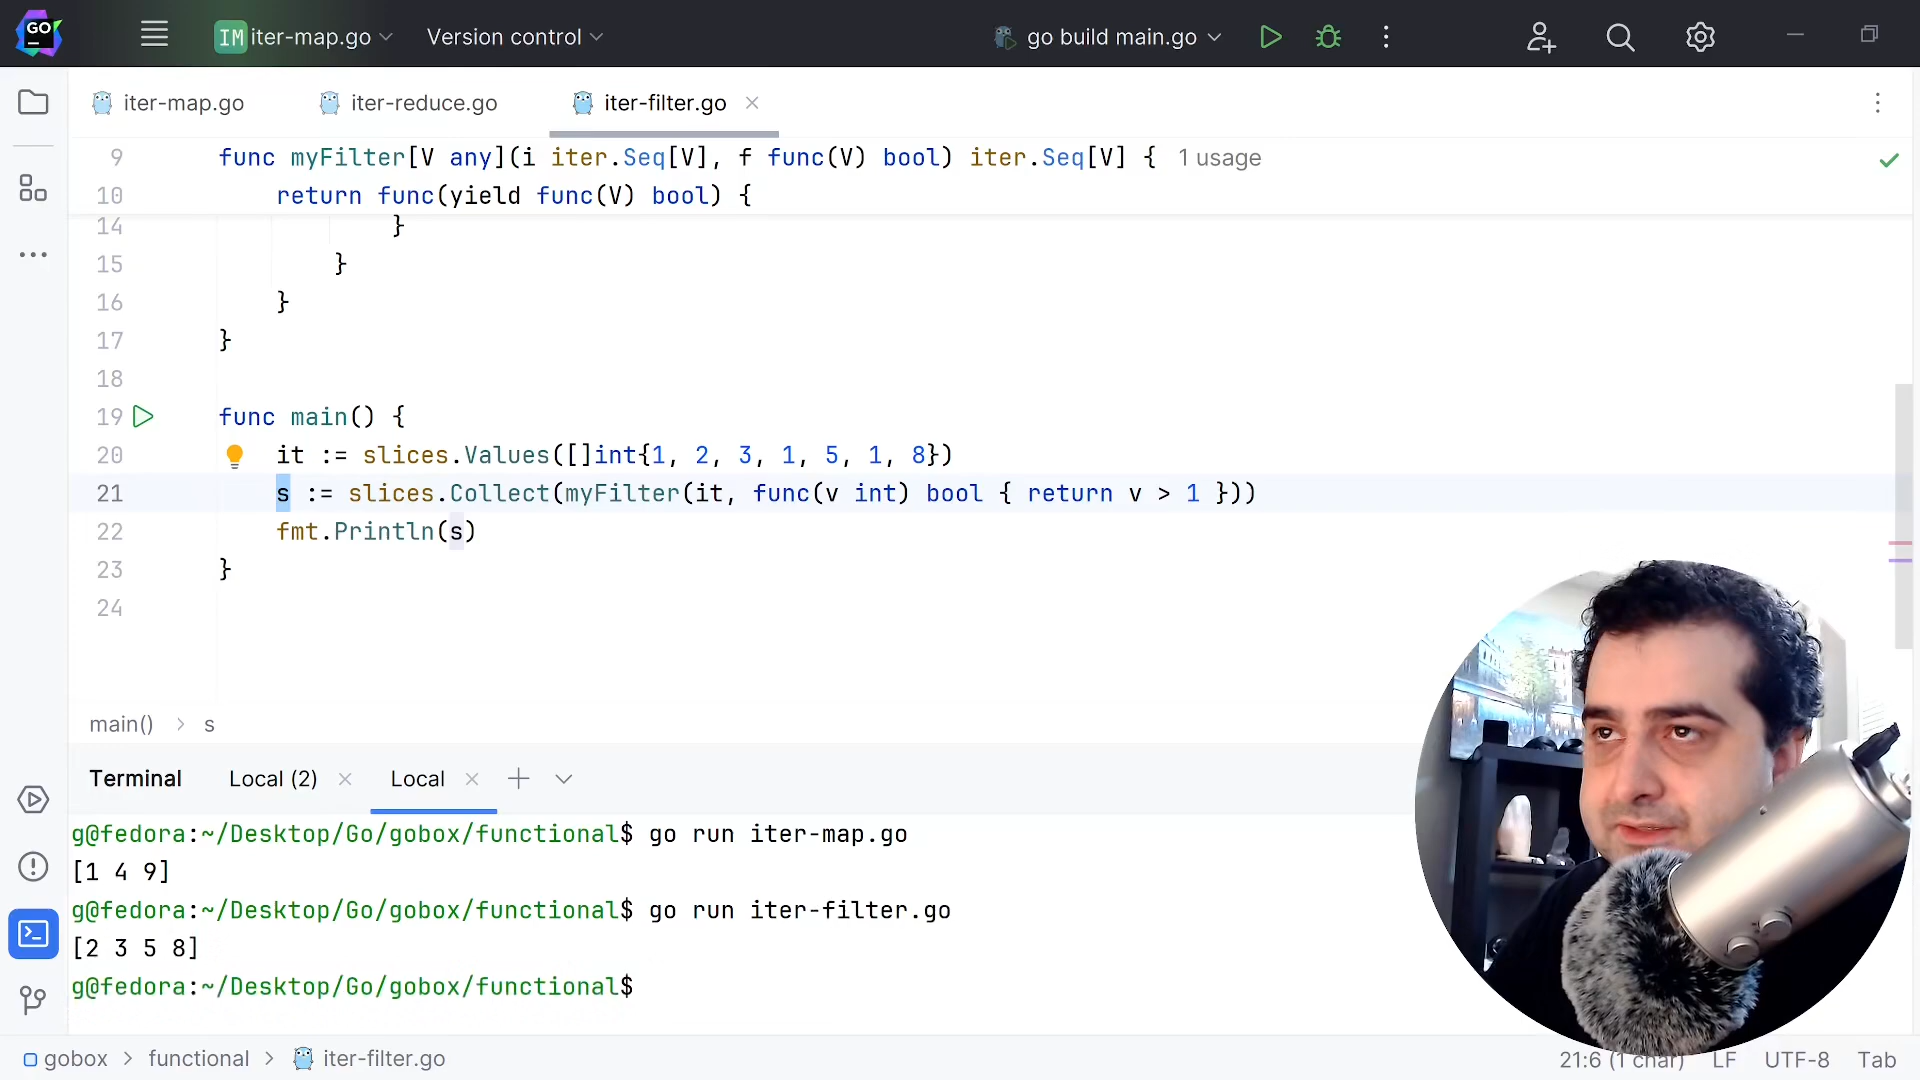 GO
IM iter-map.go
Version control
go build main.go
iter-map.go
iter-reduce.go
iter-filter.go
9 func myFilter[V any](i iter.Seq[V], f func(V) bool) iter.Seq[V] { 1 usage
10 return func(yield func(V) bool) {
14 }
15 }
16 }
17 }
18
19 func main() {
20 it := slices.Values([]int{1, 2, 3, 1, 5, 1, 8})
21 s := slices.Collect(myFilter(it, func(v int) bool { return v > 1 }))
22 fmt.Println(s)
23 }
24
main() > s
Terminal Local (2) Local
g@fedora:~/Desktop/Go/gobox/functional$ go run iter-map.go
[1 4 9]
g@fedora:~/Desktop/Go/gobox/functional$ go run iter-filter.go
[2 3 5 8]
g@fedora:~/Desktop/Go/gobox/functional$
gobox > functional > iter-filter.go
21:6 (1 char) LF UTF-8 Tab